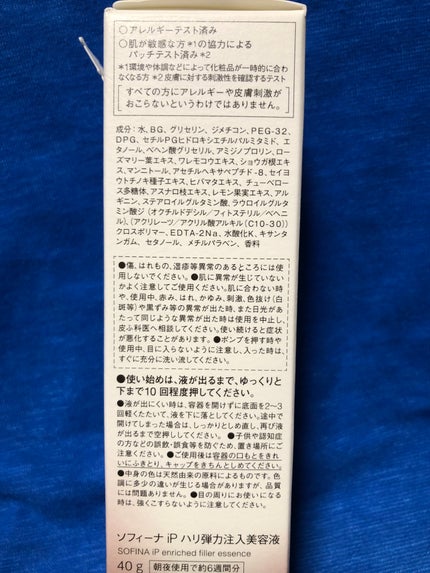 ○アレルギーテスト済み
○肌が敏感な方*1の協力による
パッチテスト済み*2
*1環境や体調などによって化粧品が一時的に合わ
なくなる方 *2皮膚に対する刺激性を確認するテスト
すべての方にアレルギーや皮膚刺激が
おこらないというわけではありません。
成分：水、BG、グリセリン、ジメチコン、PEG-32、
DPG、セチルPGヒドロキシエチルパルミタミド、エ
タノール、ベヘン酸グリセリル、アミジノプロリン、ロー
ズマリー葉エキス、ワレモコウエキス、ショウガ根エキ
ス、マンニトール、アセチルヘキサペプチド-8、セイヨ
ウトチノキ種子エキス、ヒバマタエキス、チューベロー
ス多糖体、アスナロ枝エキス、レモン果実エキス、アル
ギニン、ステアロイルグルタミン酸、ラウロイルグルタ
ミン酸ジ（オクチルドデシル/フィトステリル/ベヘニ
ル）、（アクリレーツ/アクリル酸アルキル（C10-30））
クロスポリマー、EDTA-2Na、水酸化K、キサンタ
ンガム、セタノール、メチルパラベン、香料
●傷、はれもの、湿疹等異常のあるところには使
用しないでください。●肌に異常が生じていない
かよく注意してご使用ください。肌に合わない時
や、使用中、赤み、はれ、かゆみ、刺激、色抜け（白
斑等）や黒ずみ等の異常が出た時、また日光があ
たって同じような異常が出た時は使用を中止し、
皮ふ科医へ相談してください。使い続けると症状
が悪化することがあります。●ポンプを押す時や
使用中、目に入らないように注意し、入った時は、
すぐに充分に洗い流してください。
●使い始めは、液が出るまで、ゆっくりと
下まで10回程度押してください。
●液が出にくい時は、容器を開けずに底面を2〜3
回軽くたたいて、液を下に落としてください。途中で
開けてしまった場合は、しっかりとしめ直し、再び液
が出るまで空押ししてください。●子供や認知症
の方などの誤飲・誤食等を防ぐため、置き場所にご
注意ください。●ご使用後は容器の口もとをきれ
いにふきとり、キャップをきちんとしめてください。
●中身の色は天然由来の原料によるものです。色
調に多少の違いが生じる場合がありますが、品質
には問題ありません。●目の周りにお使いになる
時は、強くこすらないように注意してください。
ソフィーナ iP ハリ弾力注入美容液
SOFINA iP enriched filler essence
40g 朝夜使用で約6週間分